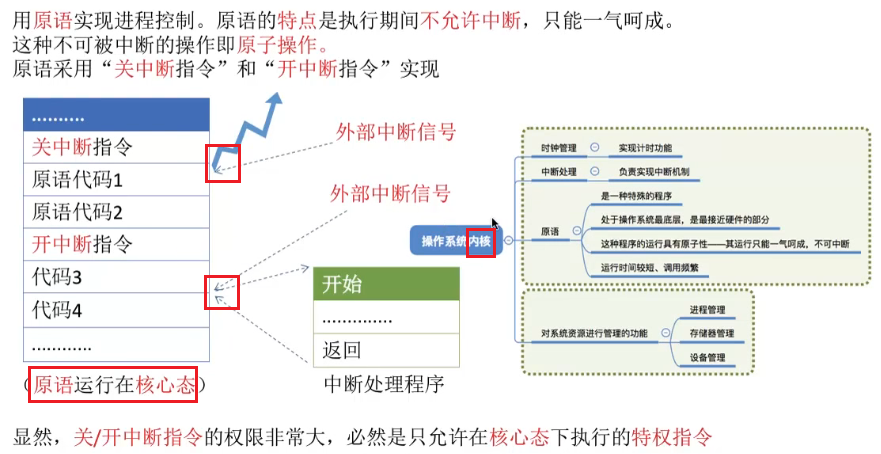 用原语实现进程控制。原语的特点是执行期间不允许中断，只能一气呵成。
这种不可被中断的操作即原子操作。
原语采用“关中断指令”和“开中断指令”实现
..........
关中断指令
原语代码1
原语代码2
开中断指令
代码3
代码4
............
（原语运行在核心态）
外部中断信号
外部中断信号
开始
..............
返回
中断处理程序
操作系统内核
时钟管理
实现计时功能
中断处理
负责实现中断机制
原语
是一种特殊的程序
处于操作系统最底层，是最接近硬件的部分
这种程序的运行具有原子性——其运行只能一气呵成，不可中断
运行时间较短、调用频繁
对系统资源进行管理的功能
进程管理
存储器管理
设备管理
显然，关/开中断指令的权限非常大，必然是只允许在核心态下执行的特权指令